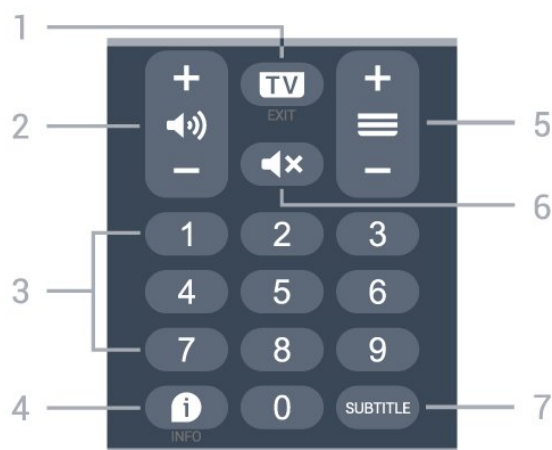 1
+ TV +
EXIT
2 5
- -
6
1 2 3
3
4 5 6
7 8 9
4 i 0 SUBTITLE 7
INFO